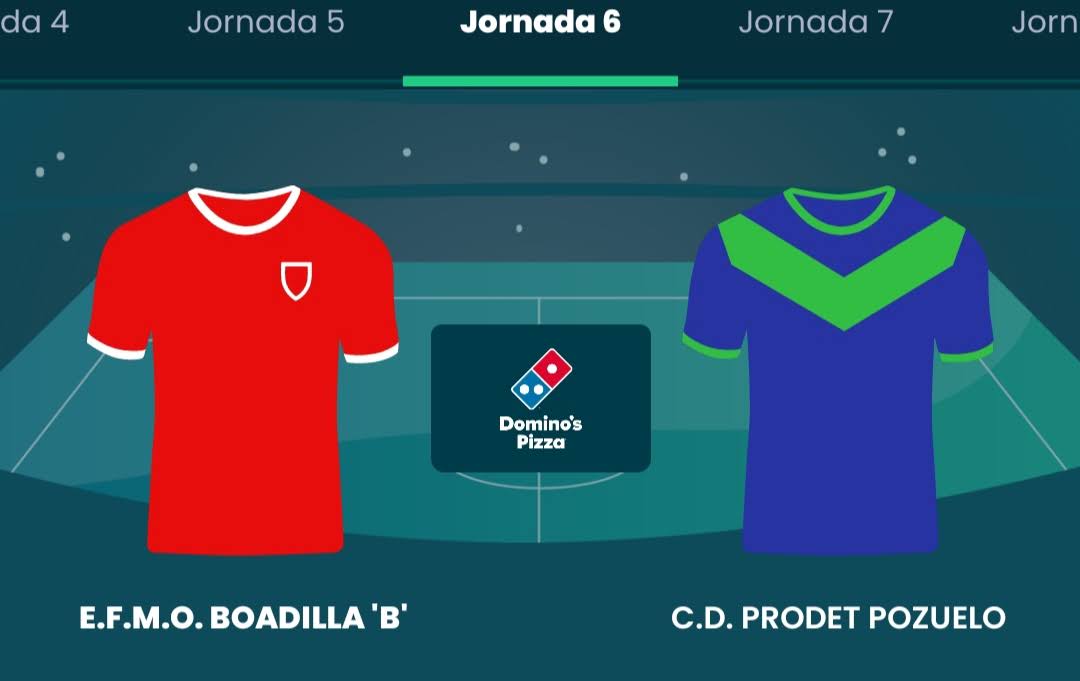 da 4
Jornada 5
Jornada 6
Jornada 7
Jorn
Domino's
Pizza
E.F.M.O. BOADILLA 'B'
C.D. PRODET POZUELO